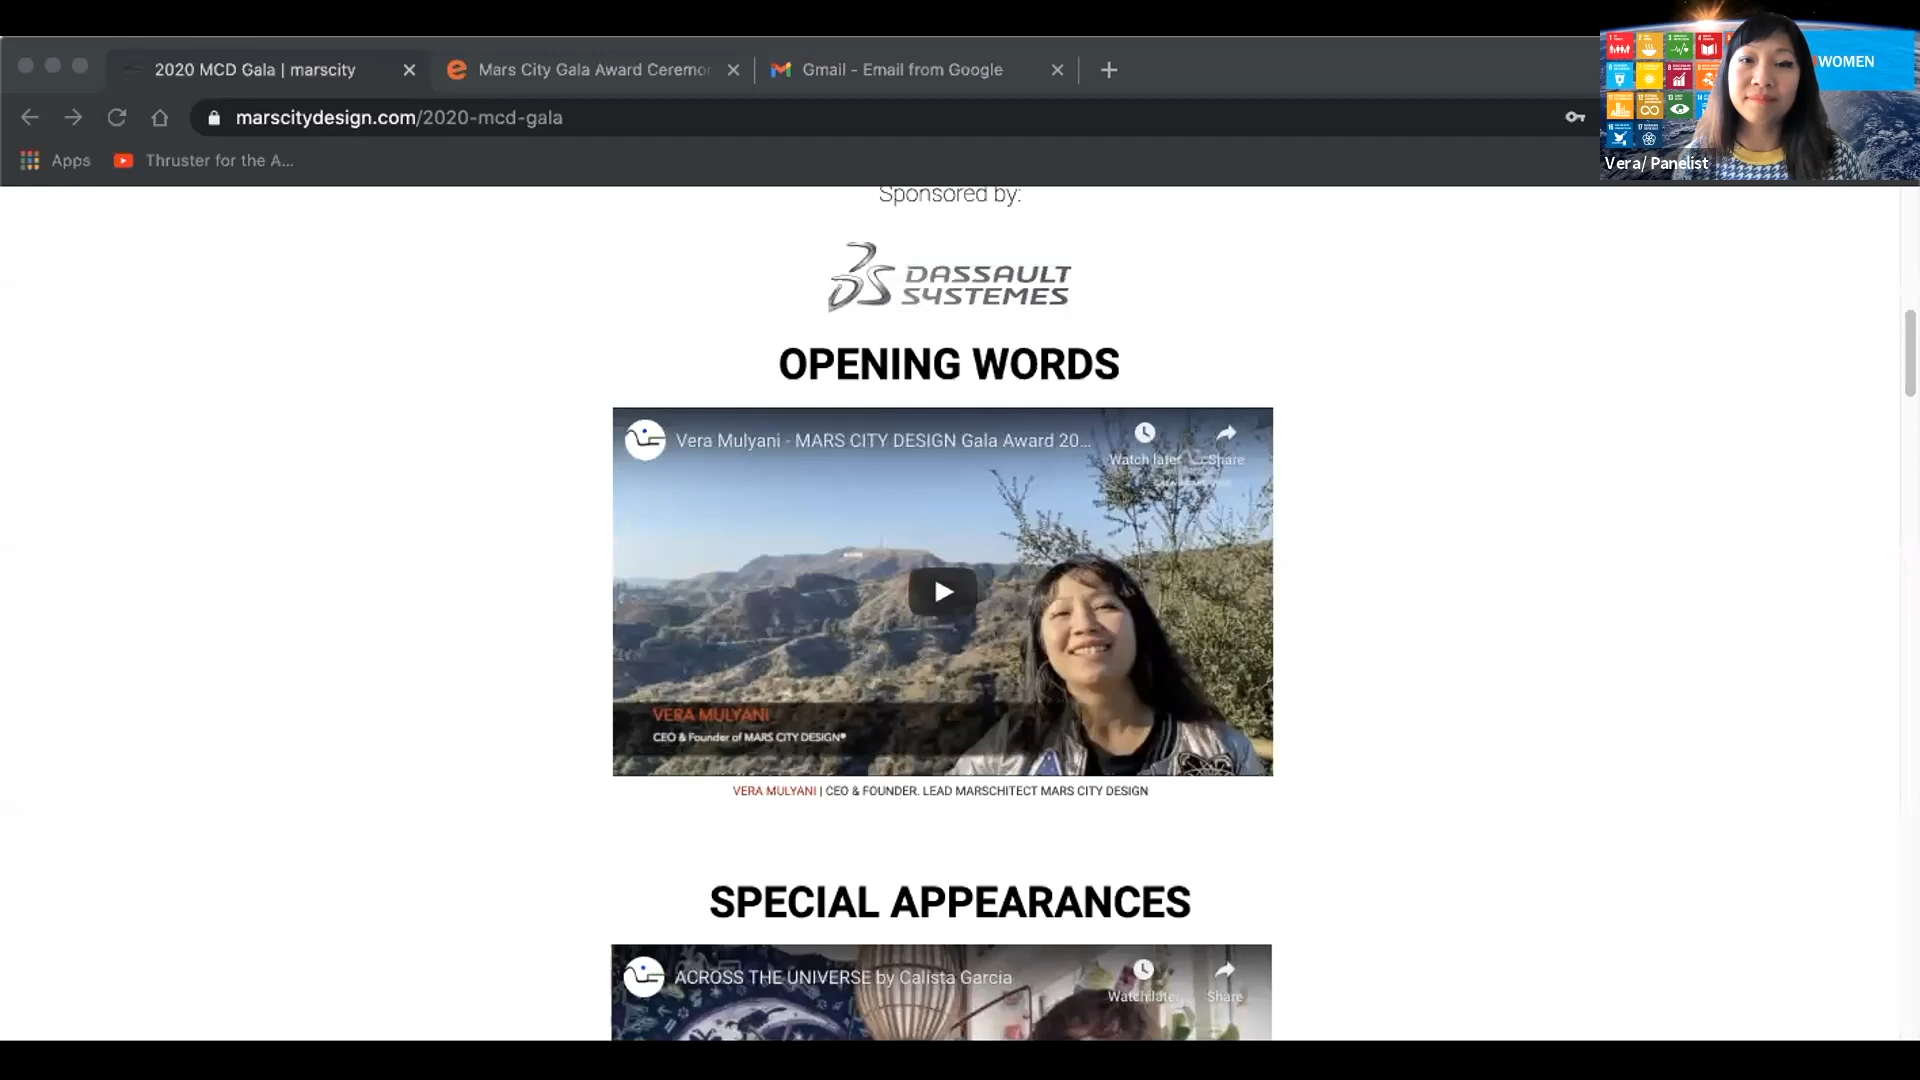 2020 MCD Gala | marscity
Mars City Gala Award Ceremo
Gmail - Email from Google
marscitydesign.com/2020-mcd-gala
Apps
Thruster for the A...
WOMEN
Vera/ Panelist
Sponsored by:
DASSAULT
SYSTEMES
OPENING WORDS
Vera Mulyani - MARS CITY DESIGN Gala Award 20...
Watch later
Share
VERA MULYANI
CEO & Founder of MARS CITY DESIGN®
VERA MULYANI | CEO & FOUNDER. LEAD MARSCHITECT MARS CITY DESIGN
SPECIAL APPEARANCES
ACROSS THE UNIVERSE by Calista Garcia
Watch later
Share